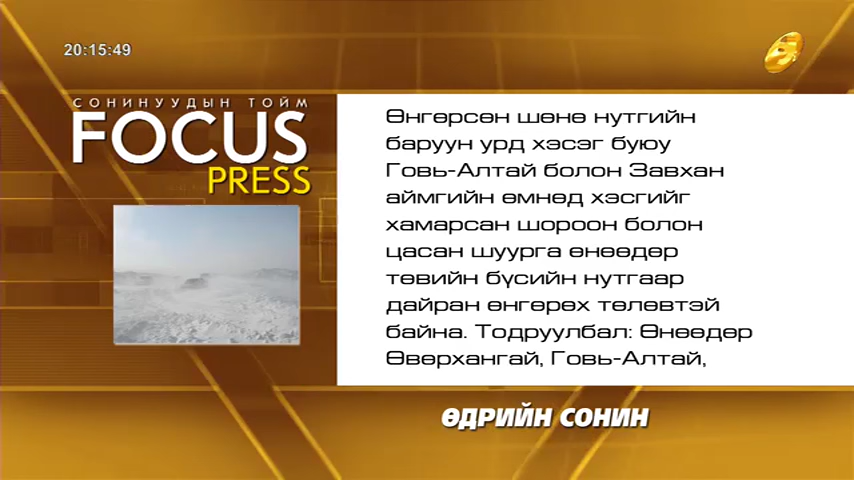 20:15:49
СОНИНУУДЫН ТОЙМ
FOCUS
PRESS
Өнгөрсөн шөнө нутгийн
баруун урд хэсэг буюу
Говь-Алтай болон Завхан
аймгийн өмнөд хэсгийг
хамарсан шороон болон
цасан шуурга өнөөдөр
төвийн бүсийн нутгаар
дайран өнгөрөх төлөвтэй
байна. Тодруулбал: Өнөөдөр
Өвөрхангай, Говь-Алтай,
ӨДРИЙН СОНИН